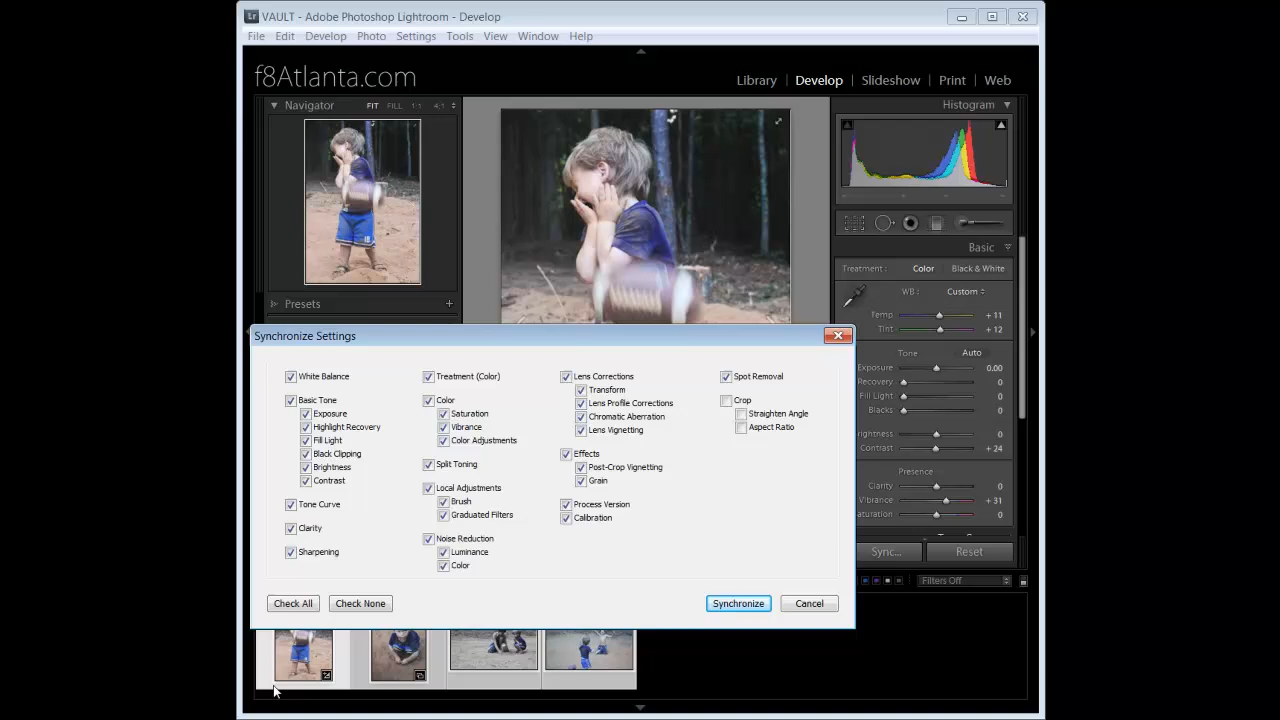 VAULT - Adobe Photoshop Lightroom - Develop
File Edit Develop Photo Settings Tools View Window Help
f8Atlanta.com
Library Develop Slideshow Print Web
Navigator FIT FILL 1:1 4:1
Histogram
Basic
Treatment: Color Black & White
Presets
WB: Custom
Temp +11
Tint +12
Tone Auto
Exposure 0.00
Recovery 0
Fill Light 0
Blacks 0
rightness 0
Contrast +24
Presence
Clarity 0
Vibrance +31
aturation 0
Sync... Reset
Filters Off
Synchronize Settings
White Balance
Basic Tone
Exposure
Highlight Recovery
Fill Light
Black Clipping
Brightness
Contrast
Tone Curve
Clarity
Sharpening
Treatment (Color)
Color
Saturation
Vibrance
Color Adjustments
Split Toning
Local Adjustments
Brush
Graduated Filters
Noise Reduction
Luminance
Color
Lens Corrections
Transform
Lens Profile Corrections
Chromatic Aberration
Lens Vignetting
Effects
Post-Crop Vignetting
Grain
Process Version
Calibration
Spot Removal
Crop
Straighten Angle
Aspect Ratio
Check All Check None Synchronize Cancel